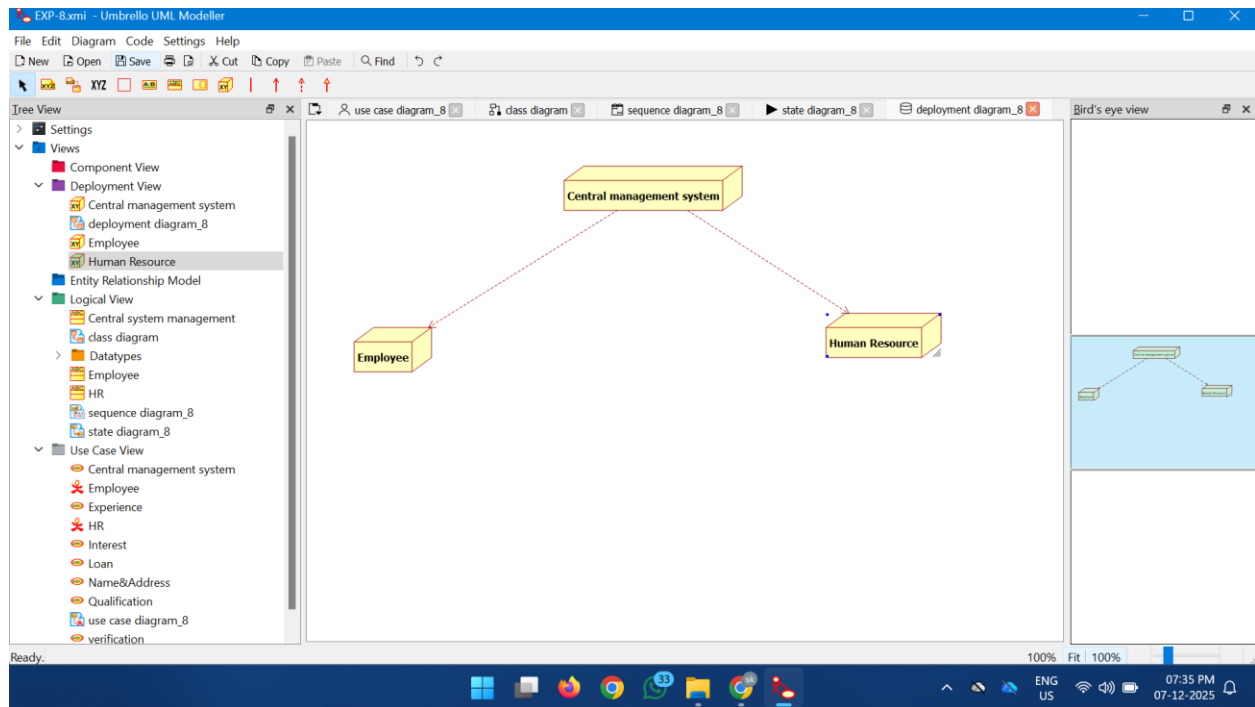 EXP-8.xmi - Umbrello UML Modeller
File Edit Diagram Code Settings Help
New Open Save Cut Copy Paste Find
XYZ A:B ABC XY
Tree View
use case diagram_8 class diagram sequence diagram_8 state diagram_8 deployment diagram_8
Bird's eye view
Settings
Views
Component View
Deployment View
Central management system
deployment diagram_8
Employee
Human Resource
Entity Relationship Model
Logical View
Central system management
class diagram
Datatypes
Employee
HR
sequence diagram_8
state diagram_8
Use Case View
Central management system
Employee
Experience
HR
Interest
Loan
Name&Address
Qualification
use case diagram_8
verification
Central management system
Employee
Human Resource
Ready.
100% Fit 100%
33
ENG
US
07:35 PM
07-12-2025